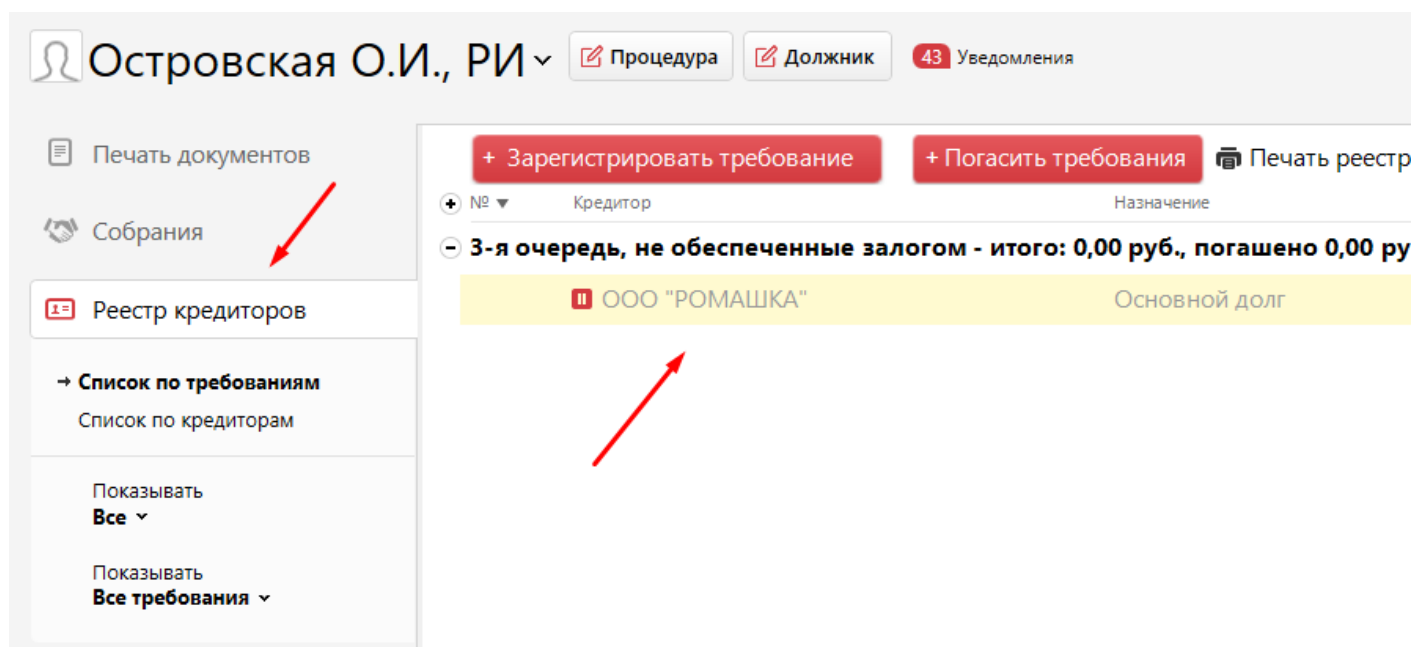 Островская О.И., РИ
Процедура
Должник
43 Уведомления
Печать документов
Собрания
Реестр кредиторов
→ Список по требованиям
Список по кредиторам
Показывать
Все
Показывать
Все требования
+ Зарегистрировать требование
+ Погасить требования
Печать реестр
№ ▼ Кредитор Назначение
3-я очередь, не обеспеченные залогом - итого: 0,00 руб., погашено 0,00 ру
ООО "РОМАШКА" Основной долг